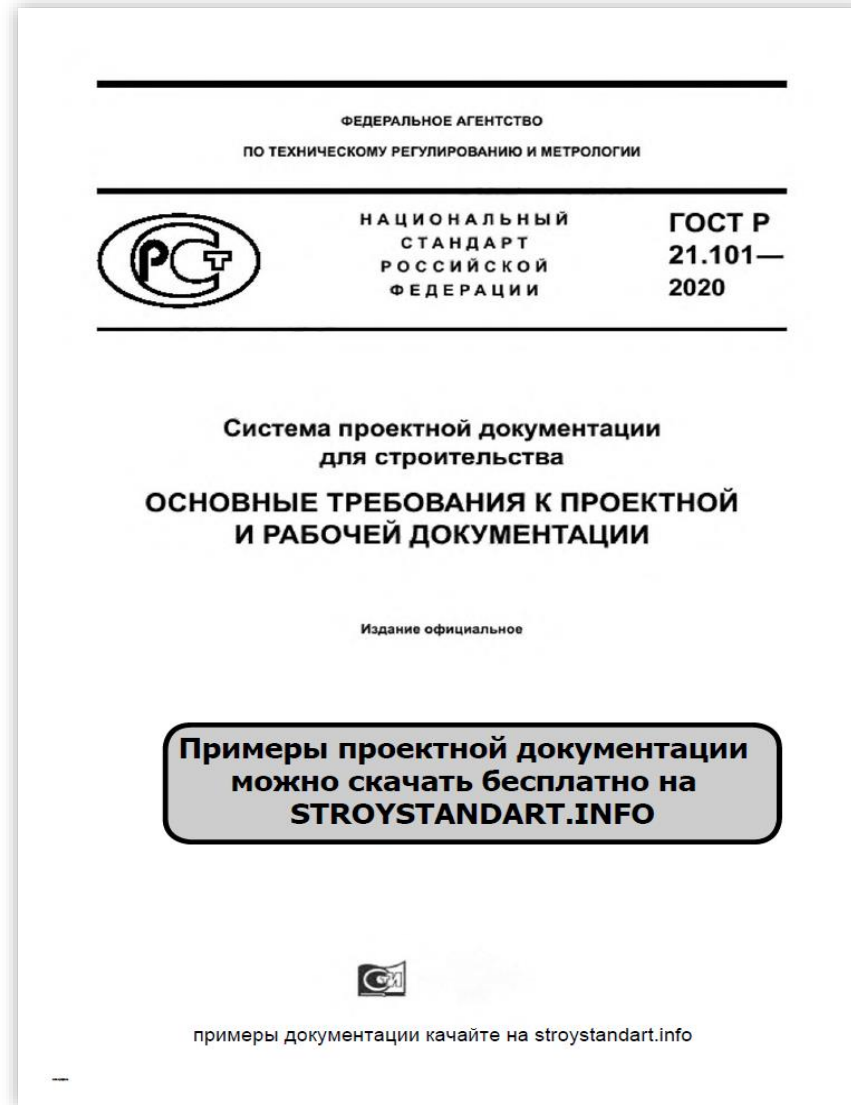 ФЕДЕРАЛЬНОЕ АГЕНТСТВО
ПО ТЕХНИЧЕСКОМУ РЕГУЛИРОВАНИЮ И МЕТРОЛОГИИ
НАЦИОНАЛЬНЫЙ
СТАНДАРТ
РОССИЙСКОЙ
ФЕДЕРАЦИИ
ГОСТ Р
21.101—
2020
Система проектной документации
для строительства
ОСНОВНЫЕ ТРЕБОВАНИЯ К ПРОЕКТНОЙ
И РАБОЧЕЙ ДОКУМЕНТАЦИИ
Издание официальное
Примеры проектной документации
можно скачать бесплатно на
STROYSTANDART.INFO
примеры документации качайте на stroystandart.info